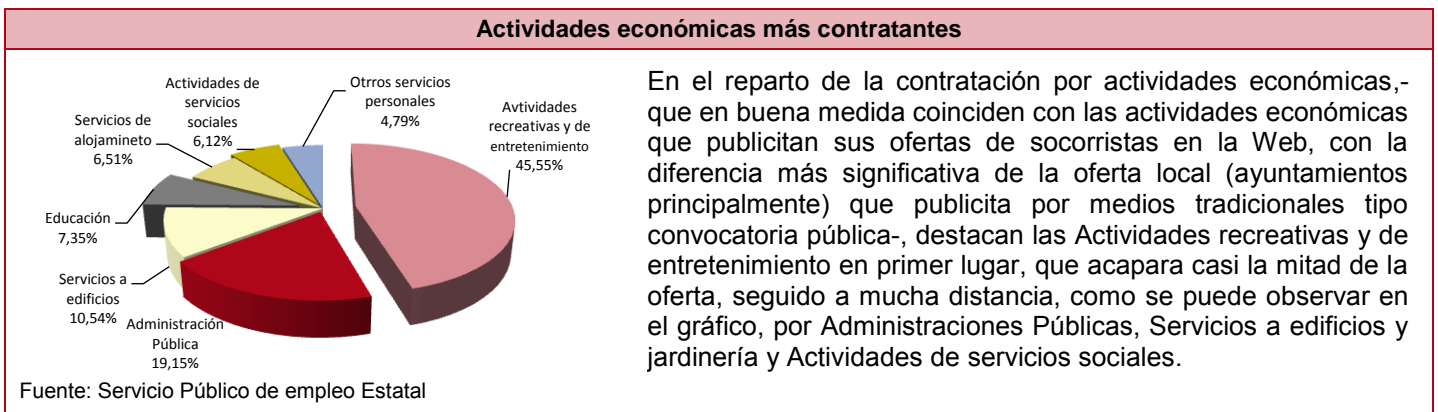 Actividades económicas más contratantes
Actividades de
servicios
sociales
6,12%
Otrros servicios
personales
4,79%
Avtividades
recreativas y de
entretenimiento
45,55%
Servicios de
alojamineto
6,51%
Educación
7,35%
Servicios a
edificios
10,54%
Administración
Pública
19,15%
Fuente: Servicio Público de empleo Estatal
En el reparto de la contratación por actividades económicas,-
que en buena medida coinciden con las actividades económicas
que publicitan sus ofertas de socorristas en la Web, con la
diferencia más significativa de la oferta local (ayuntamientos
principalmente) que publicita por medios tradicionales tipo
convocatoria pública-, destacan las Actividades recreativas y de
entretenimiento en primer lugar, que acapara casi la mitad de la
oferta, seguido a mucha distancia, como se puede observar en
el gráfico, por Administraciones Públicas, Servicios a edificios y
jardinería y Actividades de servicios sociales.